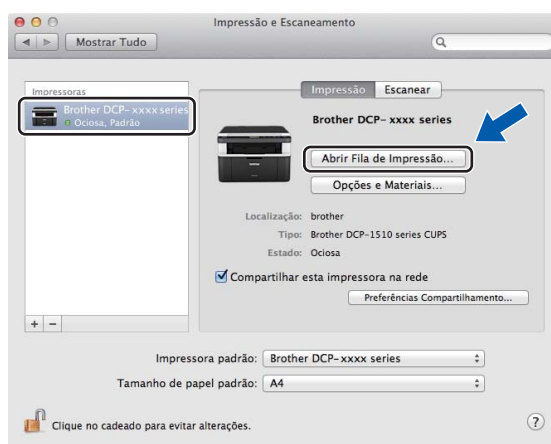 Impressão e Escaneamento
Mostrar Tudo
Impressoras
Brother DCP- xxxx series
Ociosa, Padrão
Impressão Escanear
Brother DCP- xxxx series
Abrir Fila de Impressão...
Opções e Materiais...
Localização: brother
Tipo: Brother DCP-1510 series CUPS
Estado: Ociosa
Compartilhar esta impressora na rede
Preferências Compartilhamento...
+ −
Impressora padrão: Brother DCP- xxxx series
Tamanho de papel padrão: A4
Clique no cadeado para evitar alterações.
?